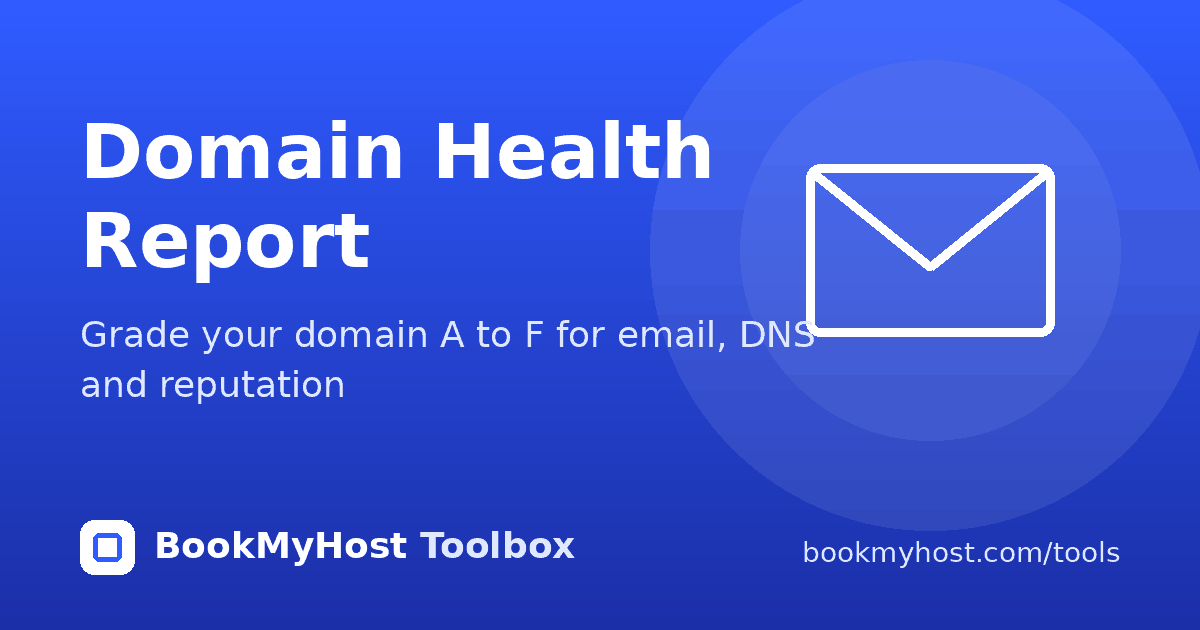 Domain Health
Report
Grade your domain A to F for email, DNS
and reputation
BookMyHost Toolbox
bookmyhost.com/tools